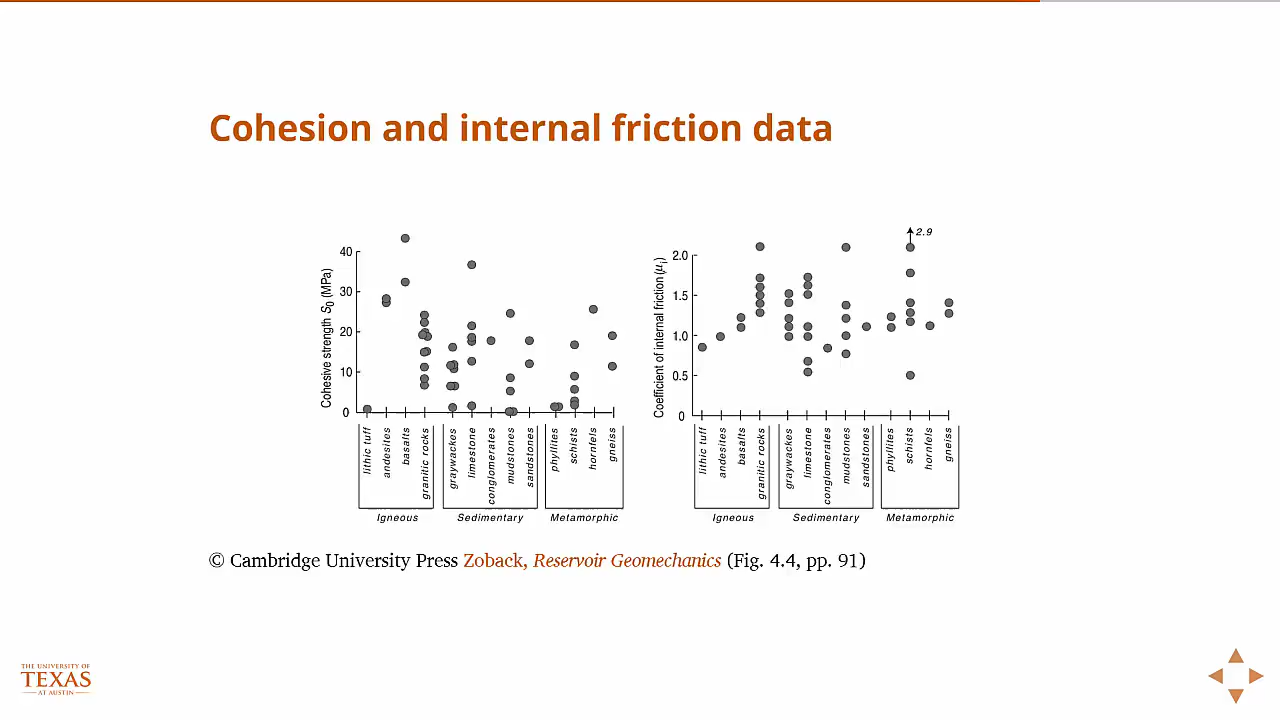 Cohesion and internal friction data
Cohesive strength S0 (MPa)
40
30
20
10
0
lithic tuff
andesites
basalts
granitic rocks
graywackes
limestone
conglomerates
mudstones
sandstones
phyllites
schists
hornfels
gneiss
Igneous
Sedimentary
Metamorphic
Coefficient of internal friction (μi)
2.9
2.0
1.5
1.0
0.5
0
lithic tuff
andesites
basalts
granitic rocks
graywackes
limestone
conglomerates
mudstones
sandstones
phyllites
schists
hornfels
gneiss
Igneous
Sedimentary
Metamorphic
© Cambridge University Press Zoback, Reservoir Geomechanics (Fig. 4.4, pp. 91)
THE UNIVERSITY OF
TEXAS
AT AUSTIN